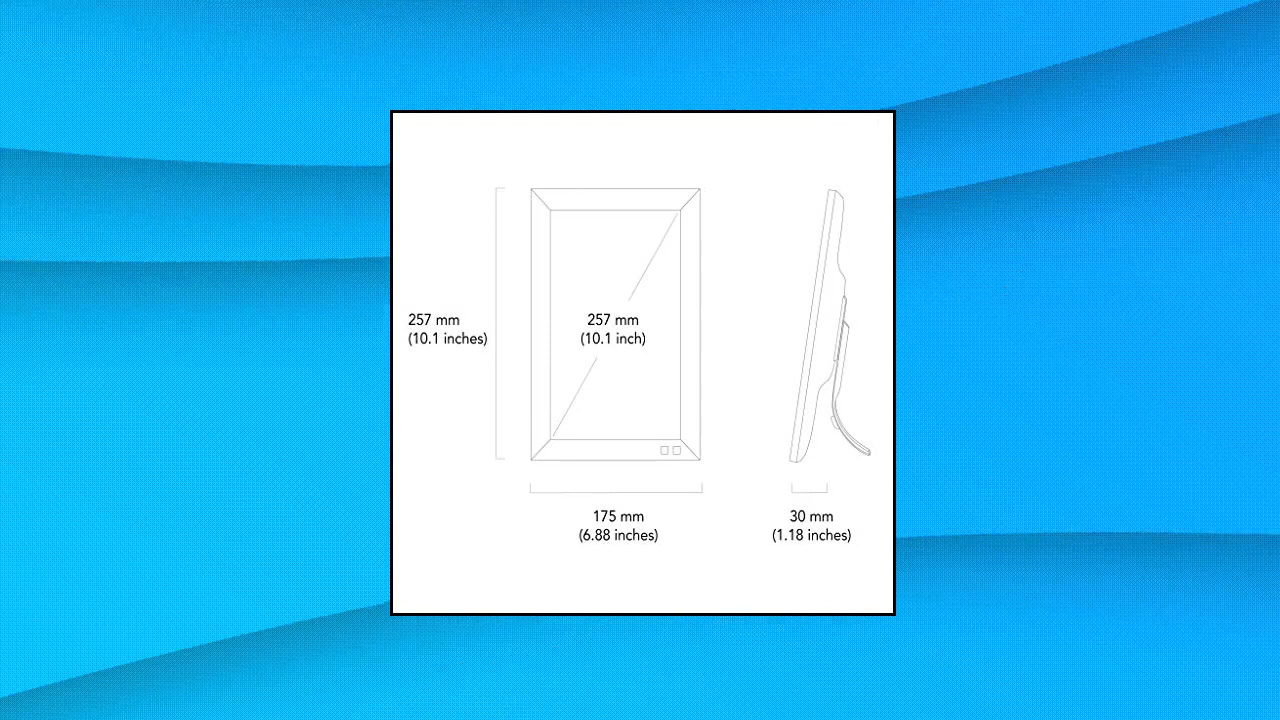 257 mm
(10.1 inches)
257 mm
(10.1 inch)
175 mm
(6.88 inches)
30 mm
(1.18 inches)